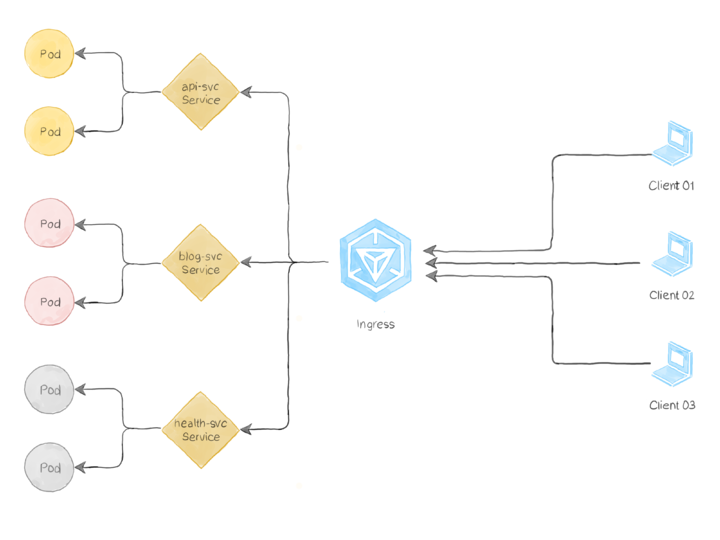 Pod
api-svc
Service
Pod
Client 01
Pod
blog-svc
Service
Pod
Client 02
Ingress
Pod
health-svc
Service
Pod
Client 03